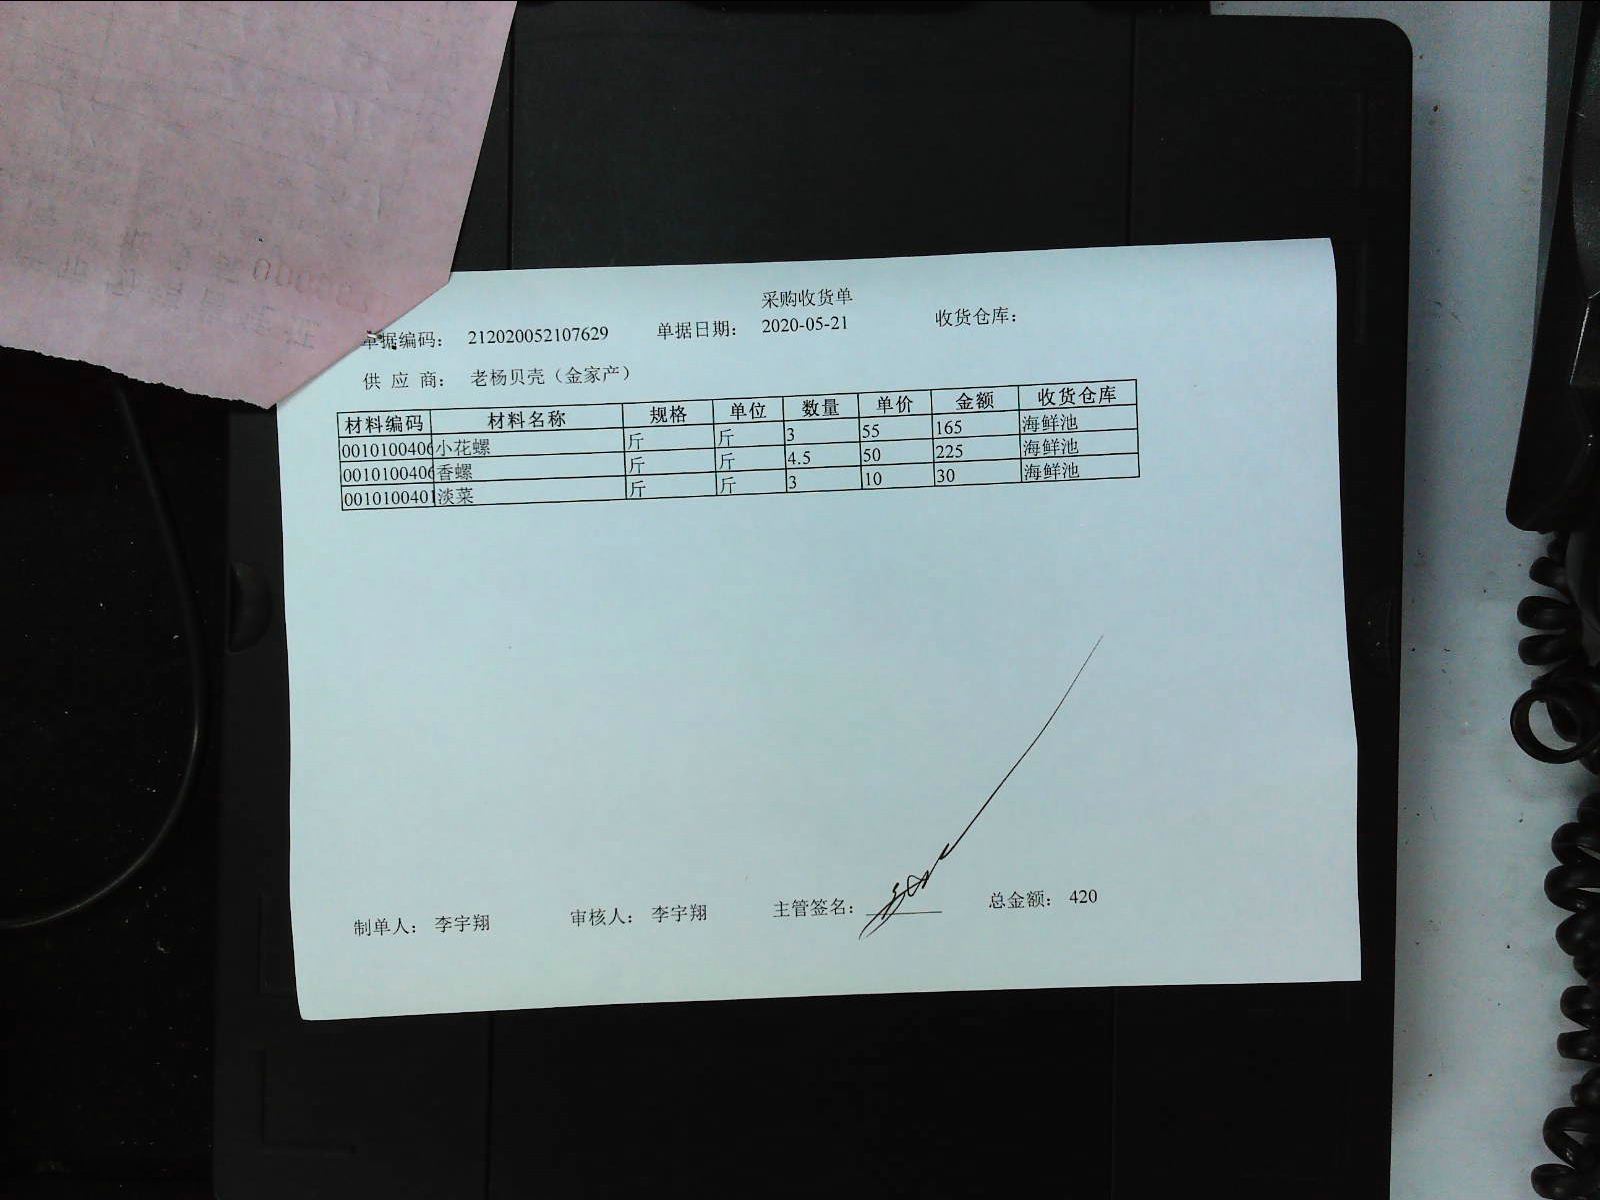 采购收货单
单据编码： 212020052107629 单据日期： 2020-05-21 收货仓库：
供 应 商： 老杨贝壳（金家产）
材料编码 材料名称 规格 单位 数量 单价 金额 收货仓库
0010100406 小花螺 斤 斤 3 55 165 海鲜池
0010100406 香螺 斤 斤 4.5 50 225 海鲜池
0010100401 淡菜 斤 斤 3 10 30 海鲜池
制单人： 李宇翔 审核人： 李宇翔 主管签名： 总金额： 420